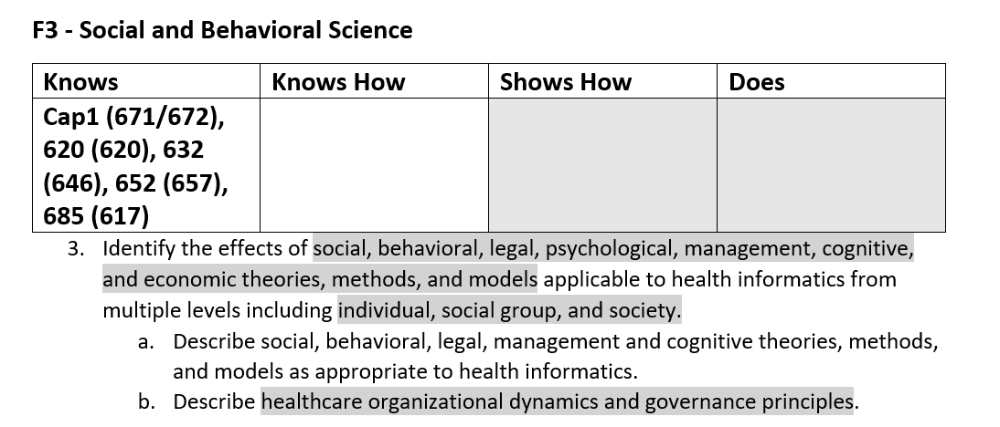 F3 - Social and Behavioral Science
Knows Knows How Shows How Does
Cap1 (671/672),
620 (620), 632
(646), 652 (657),
685 (617)
3. Identify the effects of social, behavioral, legal, psychological, management, cognitive,
and economic theories, methods, and models applicable to health informatics from
multiple levels including individual, social group, and society.
a. Describe social, behavioral, legal, management and cognitive theories, methods,
and models as appropriate to health informatics.
b. Describe healthcare organizational dynamics and governance principles.